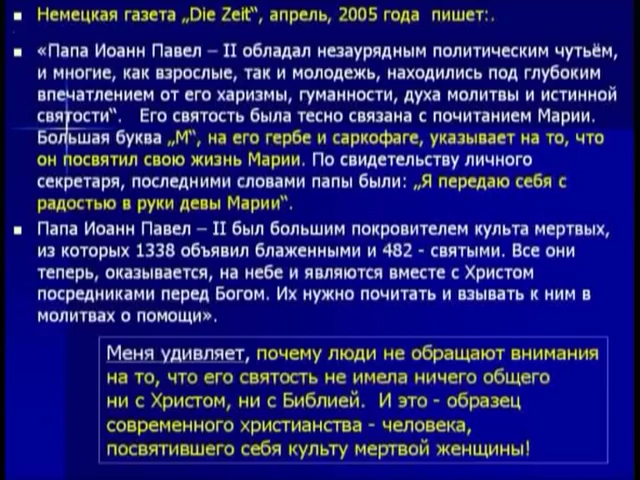 Немецкая газета „Die Zeit“, апрель, 2005 года  пишет:.
«Папа Иоанн Павел – II обладал незаурядным политическим чутьём,
и многие, как взрослые, так и молодежь, находились под глубоким
впечатлением от его харизмы, гуманности, духа молитвы и истинной
святости“.  Его святость была тесно связана с почитанием Марии.
Большая буква „М“, на его гербе и саркофаге, указывает на то, что
он посвятил свою жизнь Марии. По свидетельству личного
секретаря, последними словами папы были: „Я передаю себя с
радостью в руки девы Марии“.
Папа Иоанн Павел – II был большим покровителем культа мертвых,
из которых 1338 объявил блаженными и 482 - святыми. Все они
теперь, оказывается, на небе и являются вместе с Христом
посредниками перед Богом. Их нужно почитать и взывать к ним в
молитвах о помощи».
Меня удивляет, почему люди не обращают внимания
на то, что его святость не имела ничего общего
ни с Христом, ни с Библией.  И это - образец
современного христианства - человека,
посвятившего себя культу мертвой женщины!